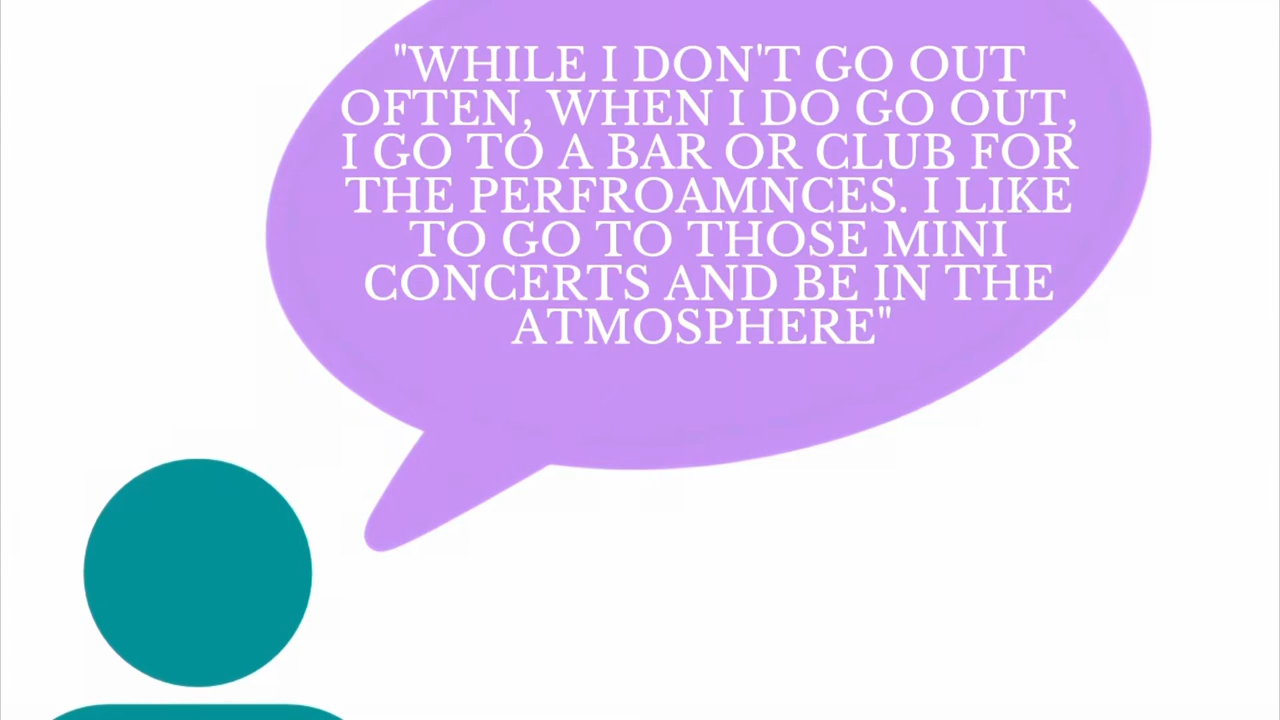 "WHILE I DON'T GO OUT
OFTEN, WHEN I DO GO OUT,
I GO TO A BAR OR CLUB FOR
THE PERFROAMNCES. I LIKE
TO GO TO THOSE MINI
CONCERTS AND BE IN THE
ATMOSPHERE"